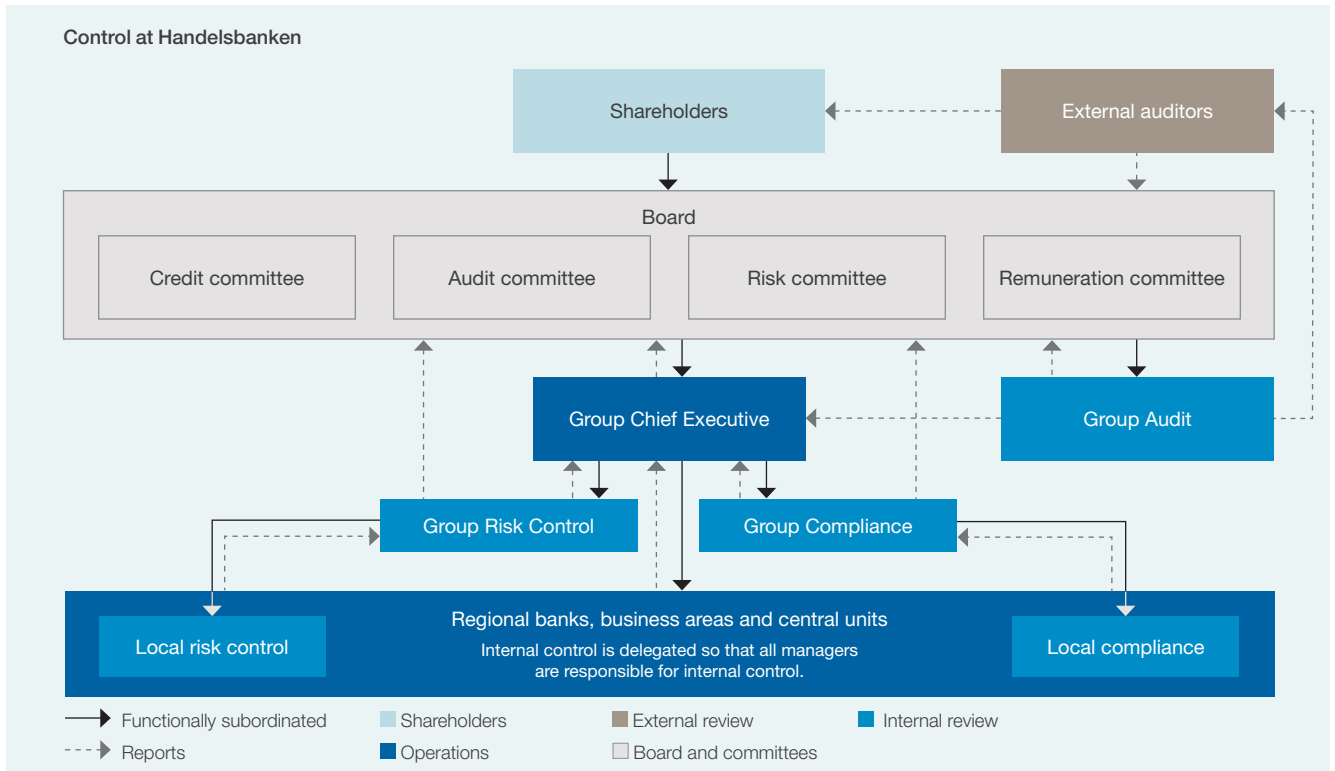 Control at Handelsbanken
Shareholders
External auditors
Board
Credit committee
Audit committee
Risk committee
Remuneration committee
Group Chief Executive
Group Audit
Group Risk Control
Group Compliance
Regional banks, business areas and central units
Local risk control
Internal control is delegated so that all managers
are responsible for internal control.
Local compliance
Functionally subordinated
Shareholders
External review
Internal review
Reports
Operations
Board and committees